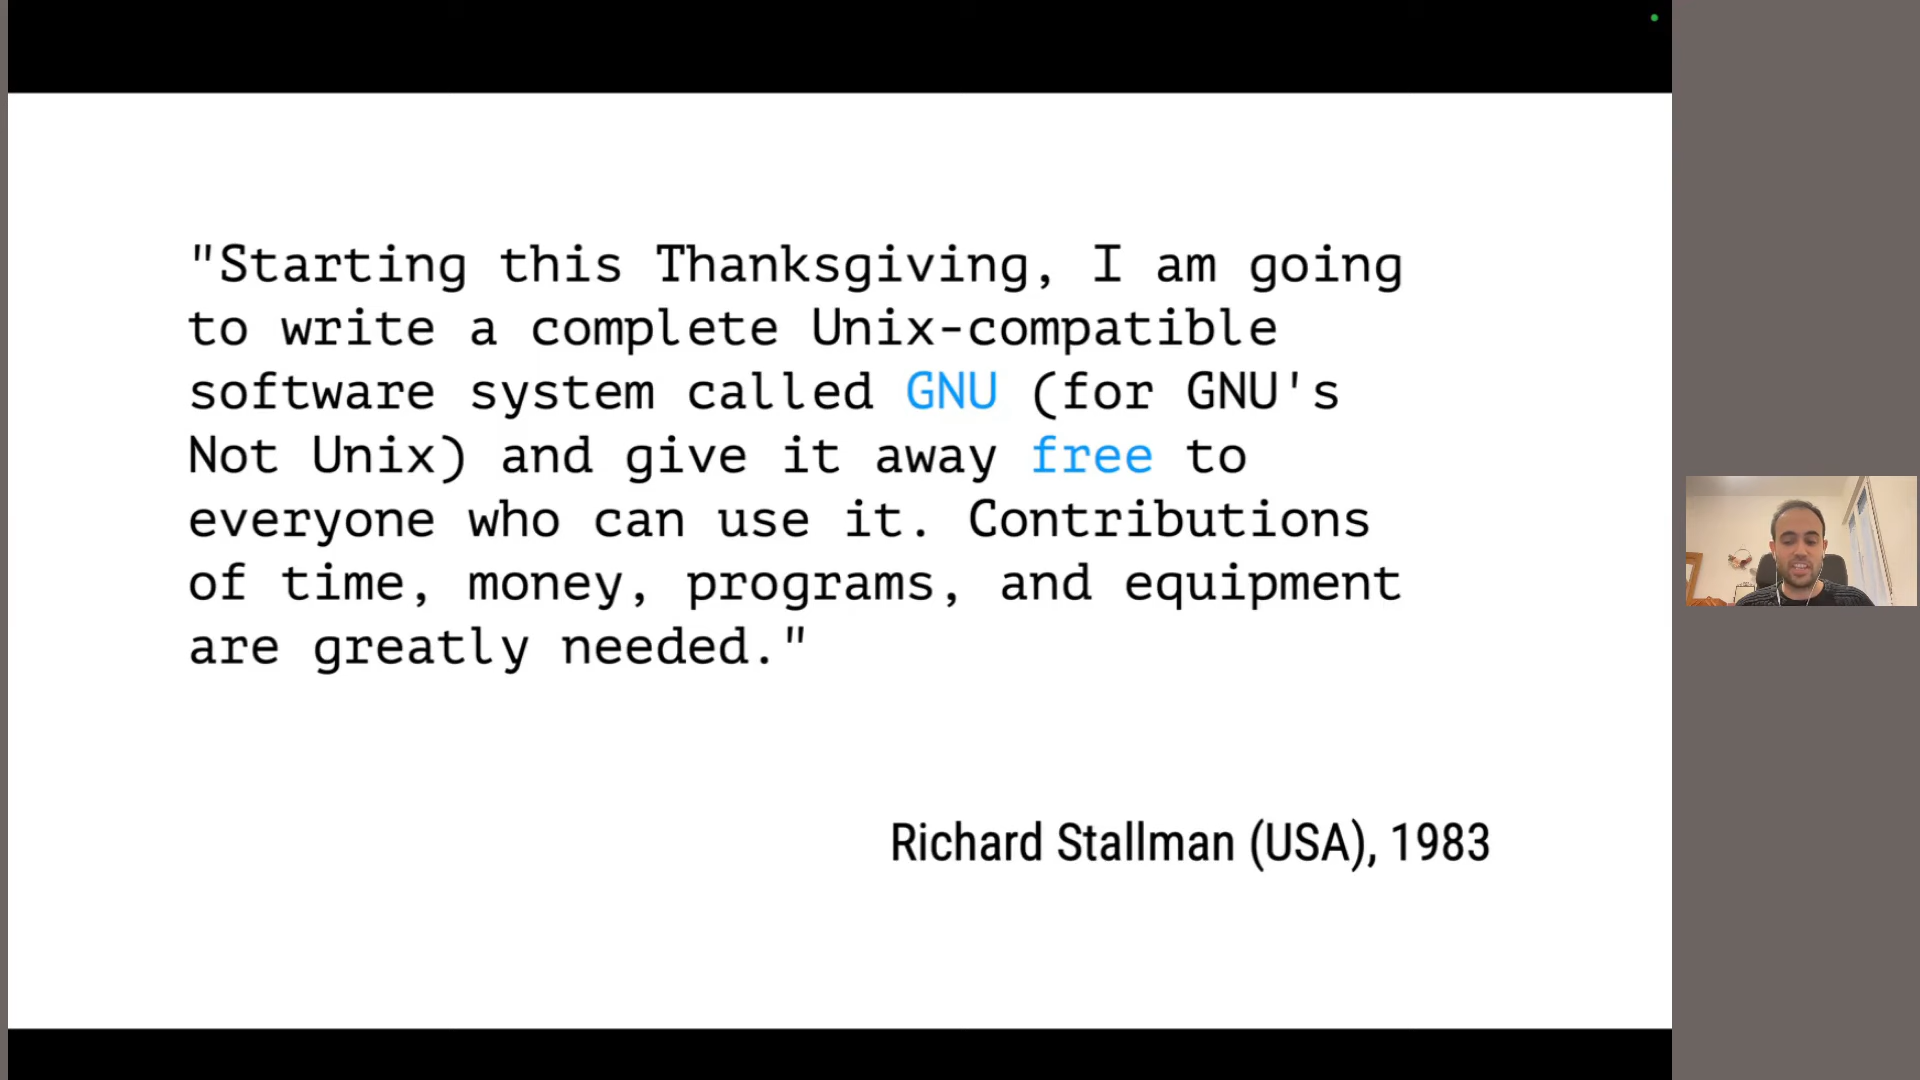 "Starting this Thanksgiving, I am going
to write a complete Unix-compatible
software system called GNU (for GNU's
Not Unix) and give it away free to
everyone who can use it. Contributions
of time, money, programs, and equipment
are greatly needed."
Richard Stallman (USA), 1983